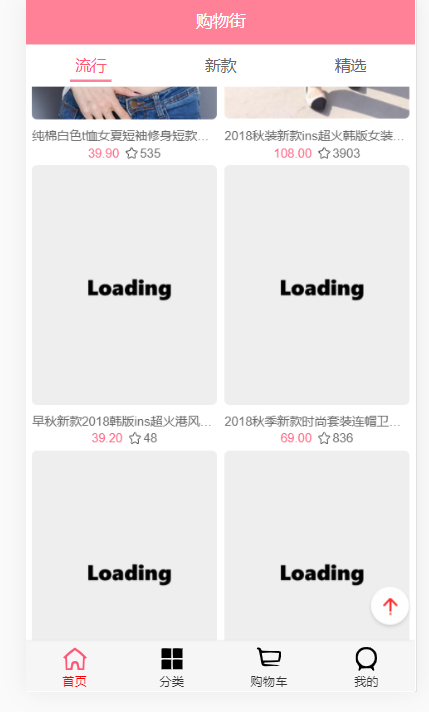 购物街
流行 新款 精选
纯棉白色t恤女夏短袖修身短款... 2018秋装新款ins超火韩版女装...
39.90 535 108.00 3903
Loading Loading
早秋新款2018韩版ins超火港风... 2018秋季新款时尚套装连帽卫...
39.20 48 69.00 836
Loading Loading
首页 分类 购物车 我的